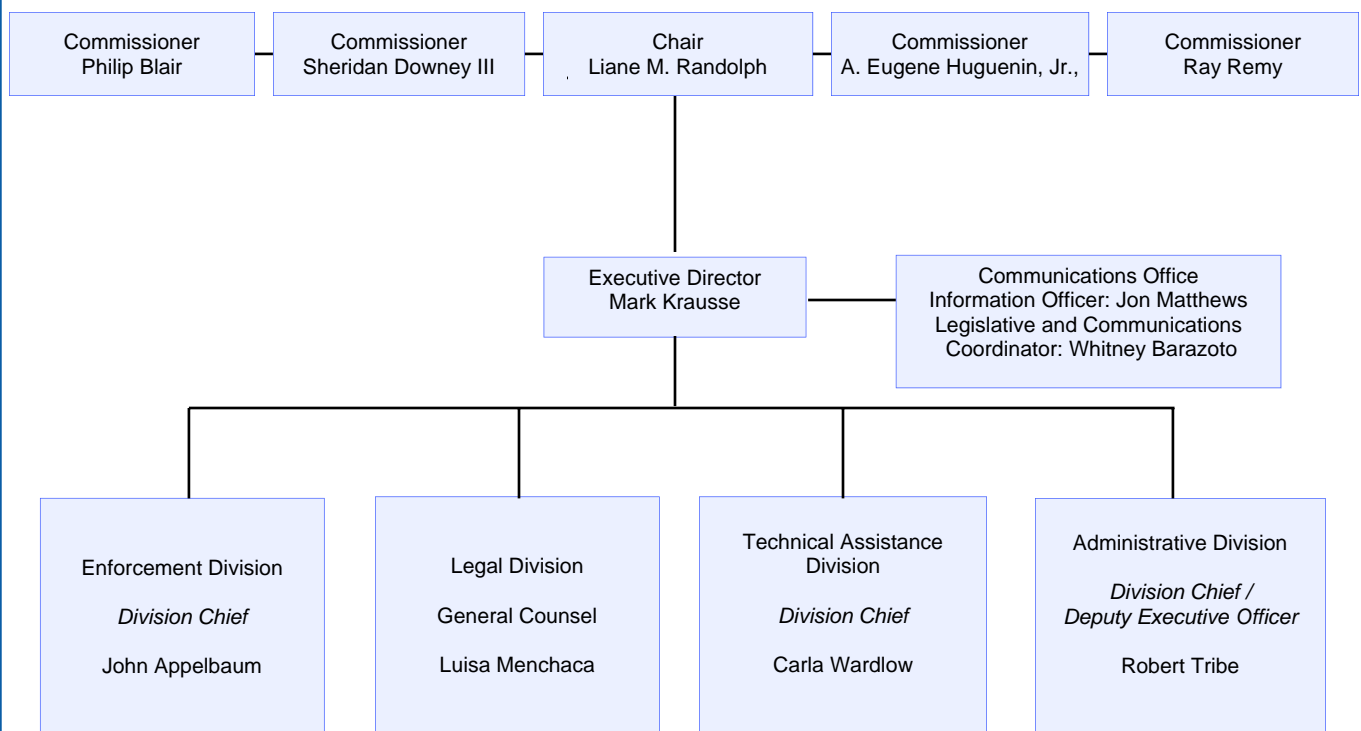 Commissioner
Philip Blair
Commissioner
Sheridan Downey III
Chair
Liane M. Randolph
Commissioner
A. Eugene Huguenin, Jr.,
Commissioner
Ray Remy
Executive Director
Mark Krausse
Communications Office
Information Officer: Jon Matthews
Legislative and Communications
Coordinator: Whitney Barazoto
Enforcement Division
Division Chief
John Appelbaum
Legal Division
General Counsel
Luisa Menchaca
Technical Assistance
Division
Division Chief
Carla Wardlow
Administrative Division
Division Chief /
Deputy Executive Officer
Robert Tribe